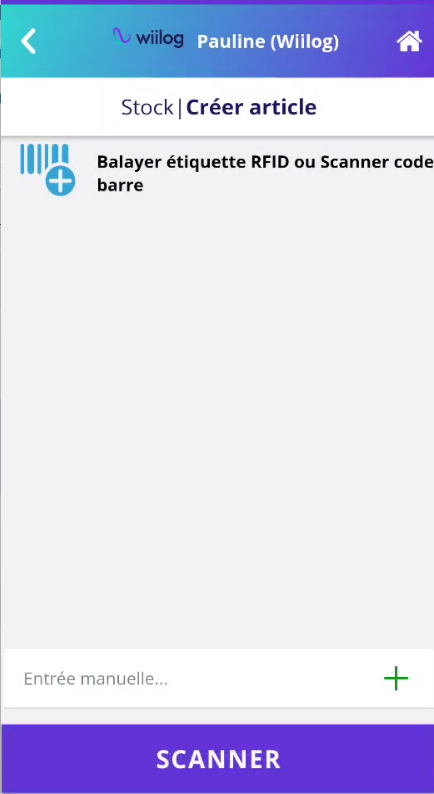 wiilog Pauline (Wiilog)
Stock|Créer article
Balayer étiquette RFID ou Scanner code
barre
Entrée manuelle...
SCANNER